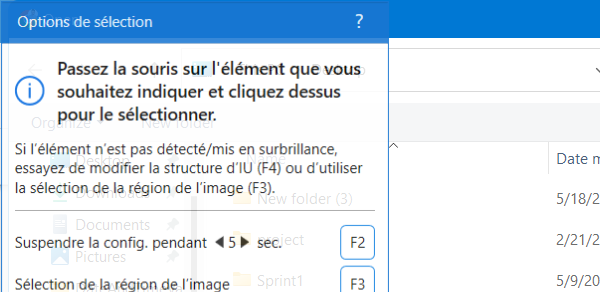 Options de sélection ?
Passez la souris sur l'élément que vous
souhaitez indiquer et cliquez dessus
pour le sélectionner.
Organize New folder
Si l'élément n'est pas détecté/mis en surbrillance,
essayez de modifier la structure d'IU (F4) ou d'utiliser
la sélection de la région de l'image (F3).
Desktop
Date m
Downloads
New folder (3)
5/18/2
Documents
Suspendre la config. pendant 5 sec. F2
project
2/21/2
Pictures
Sélection de la région de l'image F3
Sprint1
5/9/20